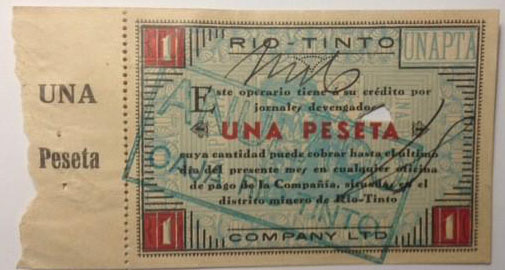 UNA
Peseta
1
RIO-TINTO
UNAPTA
Este operario tiene a su crédito por
jornales devengados
UNA PESETA
cuya cantidad puede cobrar hasta el último
día del presente mes en cualquier oficina
de pago de la Compañía, situadas en el
distrito minero de Rio-Tinto
1
COMPANY LTD
1
TINTO